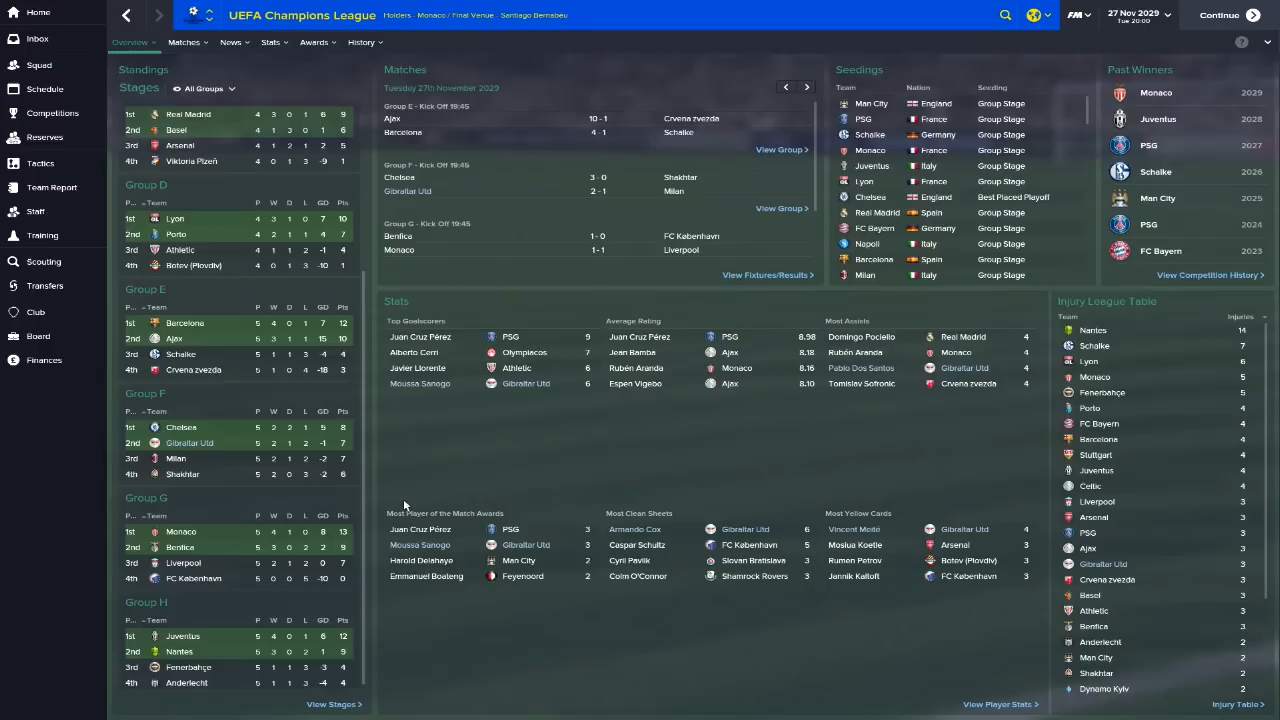 UEFA Champions League Holders - Monaco / Final Venue - Santiago Bernabéu
FM
27 Nov 2029
Tue 20:00
Continue
Home
Inbox
Squad
Schedule
Competitions
Reserves
Tactics
Team Report
Staff
Training
Scouting
Transfers
Club
Board
Finances
Overview Matches News Stats Awards History
Standings
Stages All Groups
1st Real Madrid 4 3 0 1 6 9
2nd Basel 4 1 3 0 1 6
3rd Arsenal 4 1 2 1 2 5
4th Viktoria Plzeň 4 0 1 3 -9 1
Group D
P... Team P W D L GD Pts
1st Lyon 4 3 1 0 7 10
2nd Porto 4 2 1 1 4 7
3rd Athletic 4 1 1 2 -1 4
4th Botev (Plovdiv) 4 0 1 3 -10 1
Group E
P... Team P W D L GD Pts
1st Barcelona 5 4 0 1 7 12
2nd Ajax 5 3 1 1 15 10
3rd Schalke 5 1 1 3 -4 4
4th Crvena zvezda 5 1 0 4 -18 3
Group F
P... Team P W D L GD Pts
1st Chelsea 5 2 2 1 5 8
2nd Gibraltar Utd 5 2 1 2 -1 7
3rd Milan 5 2 1 2 -2 7
4th Shakhtar 5 2 0 3 -2 6
Group G
P... Team P W D L GD Pts
1st Monaco 5 4 1 0 8 13
2nd Benfica 5 3 0 2 2 9
3rd Liverpool 5 2 1 2 0 7
4th FC København 5 0 0 5 -10 0
Group H
P... Team P W D L GD Pts
1st Juventus 5 4 0 1 6 12
2nd Nantes 5 3 0 2 1 9
3rd Fenerbahçe 5 1 1 3 -3 4
4th Anderlecht 5 1 1 3 -4 4
View Stages >
Matches
Tuesday 27th November 2029
Group E - Kick Off 19:45
Ajax 10 - 1 Crvena zvezda
Barcelona 4 - 1 Schalke
View Group >
Group F - Kick Off 19:45
Chelsea 3 - 0 Shakhtar
Gibraltar Utd 2 - 1 Milan
View Group >
Group G - Kick Off 19:45
Benfica 1 - 0 FC København
Monaco 1 - 1 Liverpool
View Fixtures/Results >
Seedings
Team Nation Seeding
Man City England Group Stage
PSG France Group Stage
Schalke Germany Group Stage
Monaco France Group Stage
Juventus Italy Group Stage
Lyon France Group Stage
Chelsea England Best Placed Playoff
Real Madrid Spain Group Stage
FC Bayern Germany Group Stage
Napoli Italy Group Stage
Barcelona Spain Group Stage
Milan Italy Group Stage
Past Winners
Monaco 2029
Juventus 2028
PSG 2027
Schalke 2026
Man City 2025
PSG 2024
FC Bayern 2023
View Competition History >
Stats
Top Goalscorers
Juan Cruz Pérez PSG 9
Alberto Cerri Olympiacos 7
Javier Llorente Athletic 6
Moussa Sanogo Gibraltar Utd 6
Average Rating
Juan Cruz Pérez PSG 8.98
Jean Bamba Ajax 8.18
Rubén Aranda Monaco 8.16
Espen Vigebo Ajax 8.10
Most Assists
Domingo Pociello Real Madrid 4
Rubén Aranda Monaco 4
Pablo Dos Santos Gibraltar Utd 4
Tomislav Sofronic Crvena zvezda 4
Most Player of the Match Awards
Juan Cruz Pérez PSG 3
Moussa Sanogo Gibraltar Utd 3
Harold Delahaye Man City 2
Emmanuel Boateng Feyenoord 2
Most Clean Sheets
Armando Cox Gibraltar Utd 6
Caspar Schultz FC København 5
Cyril Pavlik Slovan Bratislava 3
Colm O'Connor Shamrock Rovers 3
Most Yellow Cards
Vincent Meité Gibraltar Utd 4
Mosiua Koetle Arsenal 3
Rumen Petrov Botev (Plovdiv) 3
Jannik Kaltoft FC København 3
View Player Stats >
Injury League Table
Team Injuries
Nantes 14
Schalke 7
Lyon 6
Monaco 5
Fenerbahçe 5
Porto 4
FC Bayern 4
Barcelona 4
Stuttgart 4
Juventus 4
Celtic 4
Liverpool 3
Arsenal 3
PSG 3
Ajax 3
Gibraltar Utd 3
Crvena zvezda 3
Basel 3
Athletic 3
Benfica 3
Anderlecht 2
Man City 2
Shakhtar 2
Dynamo Kyiv 2
Injury Table >